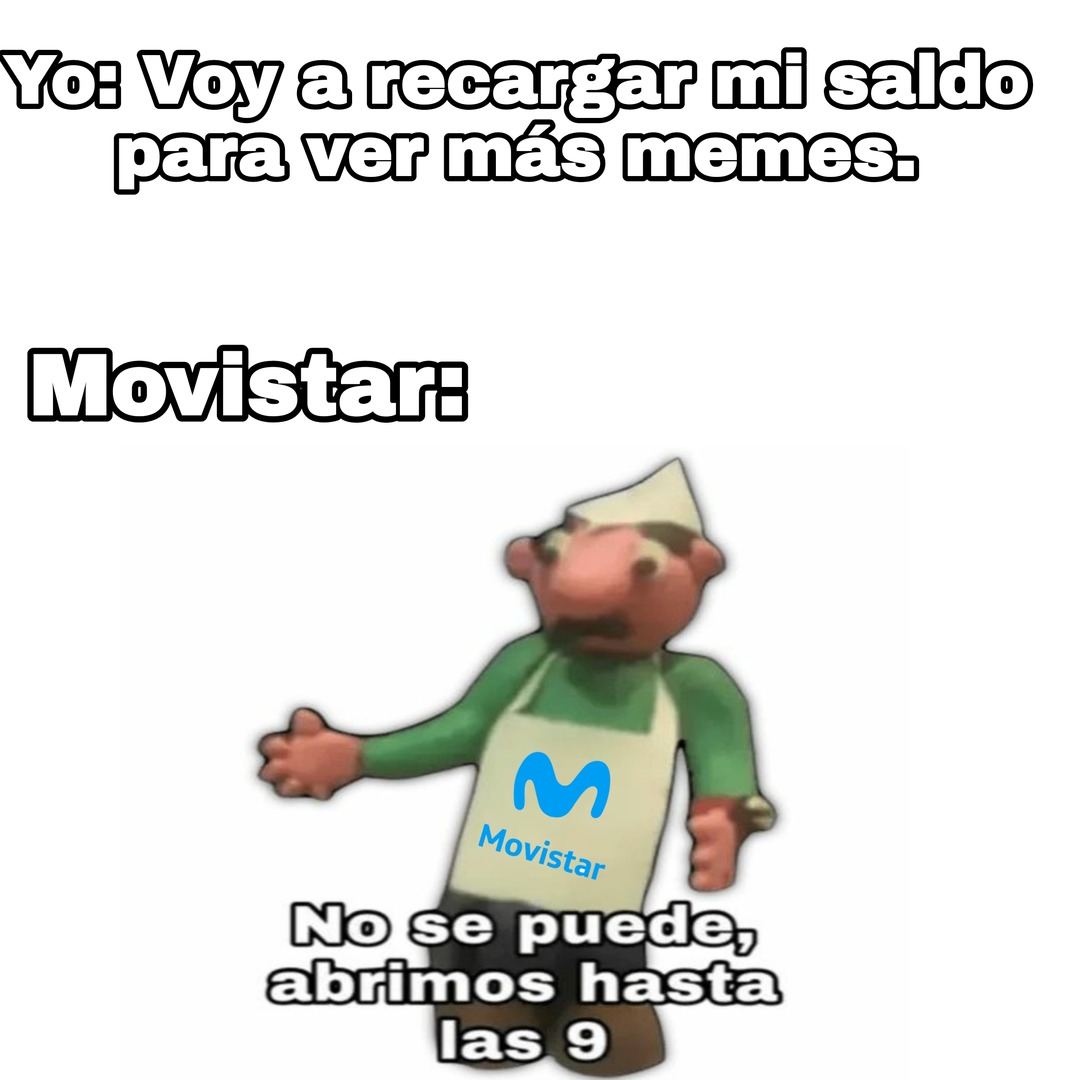 Yo: Voy a recargar mi saldo
para ver más memes.
Movistar:
Movistar
No se puede,
abrimos hasta
las 9